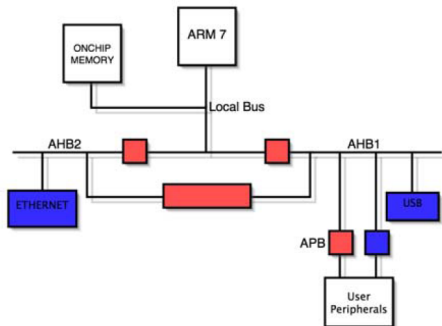 ARM 7
ONCHIP
MEMORY
Local Bus
AHB2
AHB1
ETHERNET
USB
APB
User
Peripherals